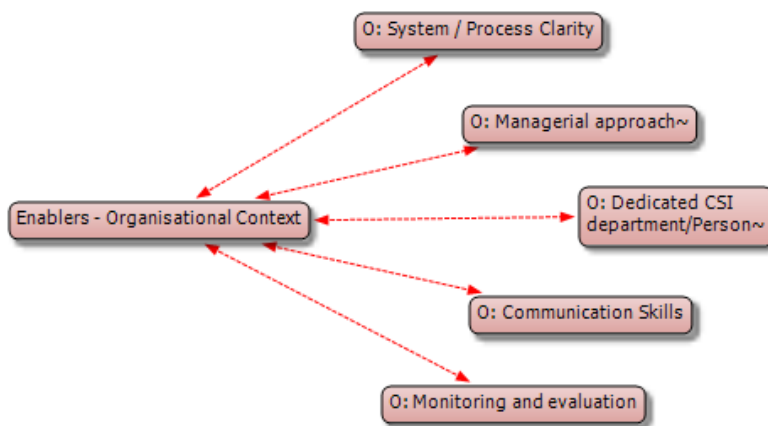 O: System / Process Clarity
O: Managerial approach~
Enablers - Organisational Context
O: Dedicated CSI
department/Person~
O: Communication Skills
O: Monitoring and evaluation